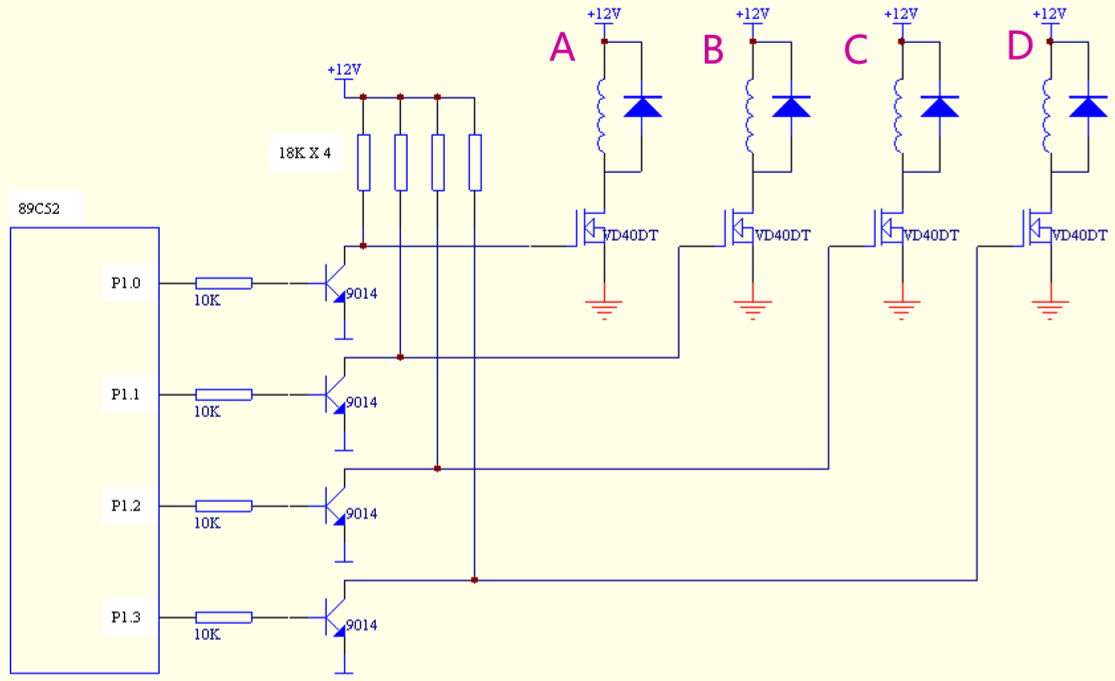 +12V
+12V
+12V
+12V
A
B
C
D
+12V
18K X 4
89C52
VD40DT
VD40DT
VD40DT
VD40DT
P1.0
10K
9014
P1.1
10K
9014
P1.2
10K
9014
P1.3
10K
9014